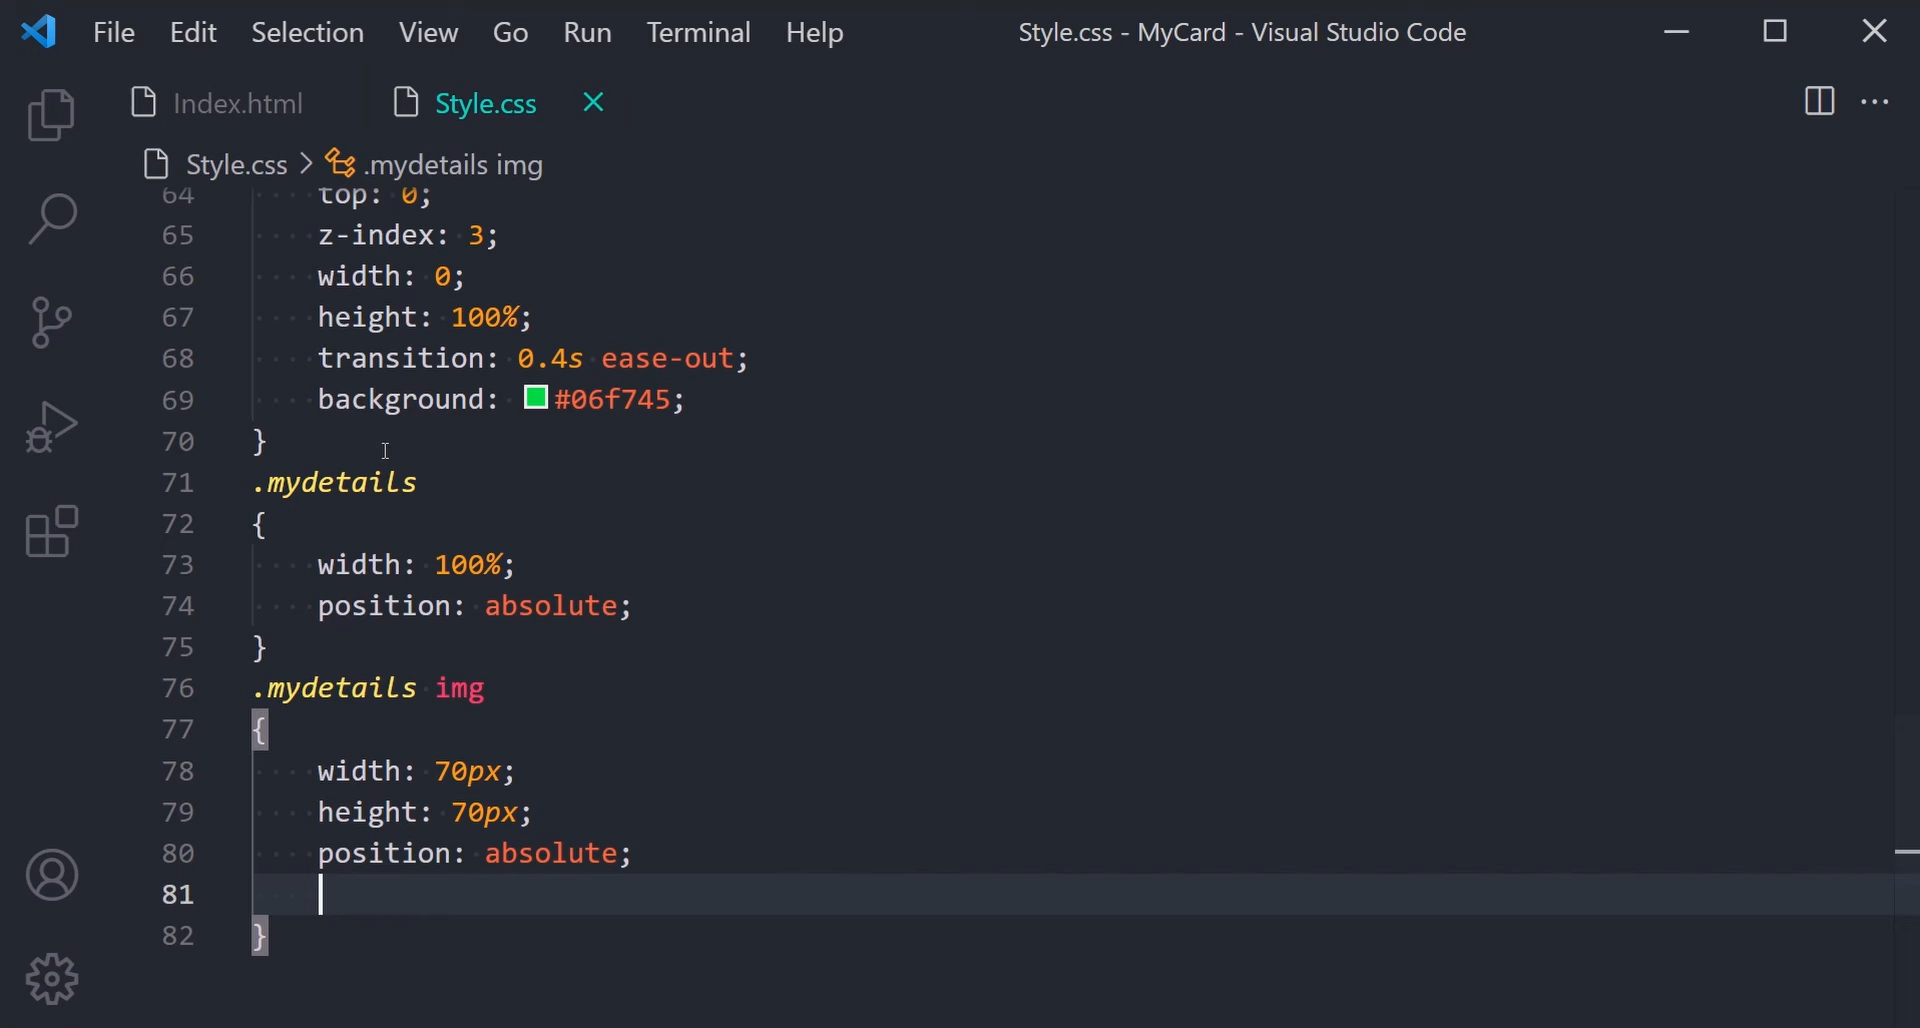 File Edit Selection View Go Run Terminal Help Style.css - MyCard - Visual Studio Code
Index.html Style.css
Style.css > .mydetails img
64 top: 0;
65 z-index: 3;
66 width: 0;
67 height: 100%;
68 transition: 0.4s ease-out;
69 background: #06f745;
70 }
71 .mydetails
72 {
73 width: 100%;
74 position: absolute;
75 }
76 .mydetails img
77 {
78 width: 70px;
79 height: 70px;
80 position: absolute;
81
82 }